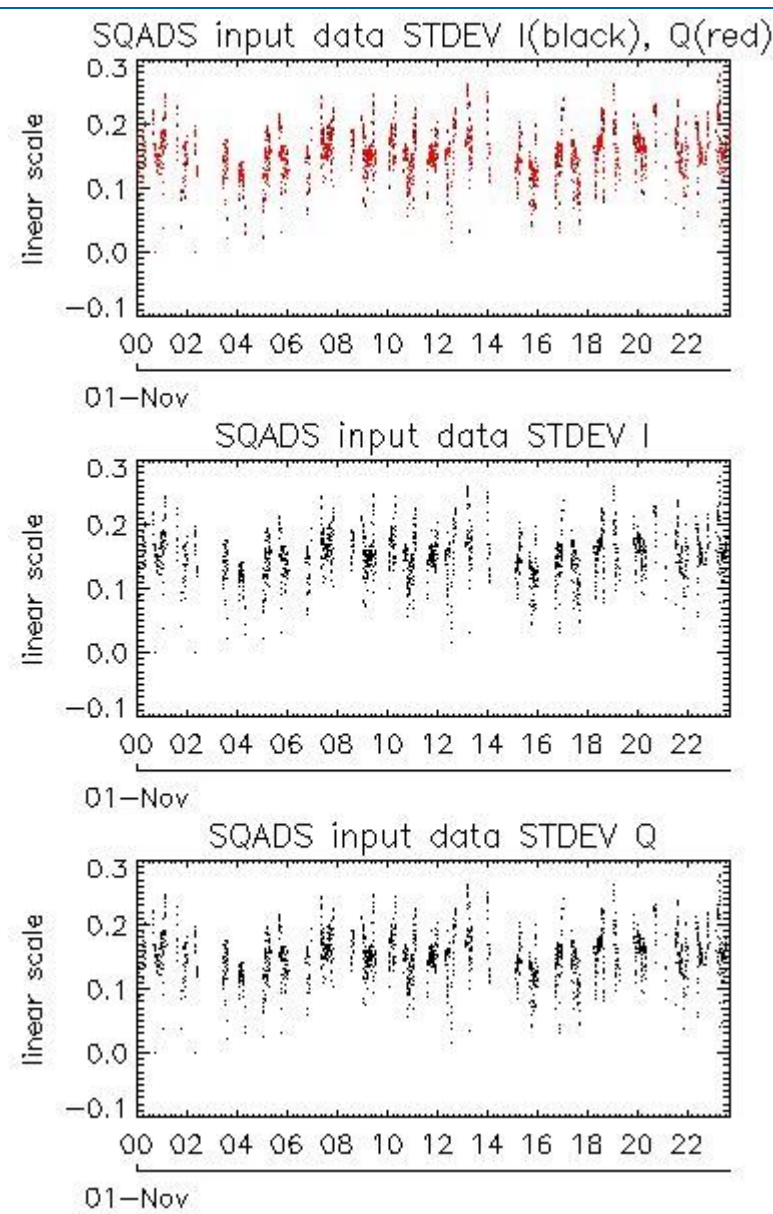 SQADS input data STDEV I(black), Q(red)
0.3
0.2
0.1
0.0
−0.1
linear scale
00 02 04 06 08 10 12 14 16 18 20 22
01−Nov
SQADS input data STDEV I
0.3
0.2
0.1
0.0
−0.1
linear scale
00 02 04 06 08 10 12 14 16 18 20 22
01−Nov
SQADS input data STDEV Q
0.3
0.2
0.1
0.0
−0.1
linear scale
00 02 04 06 08 10 12 14 16 18 20 22
01−Nov